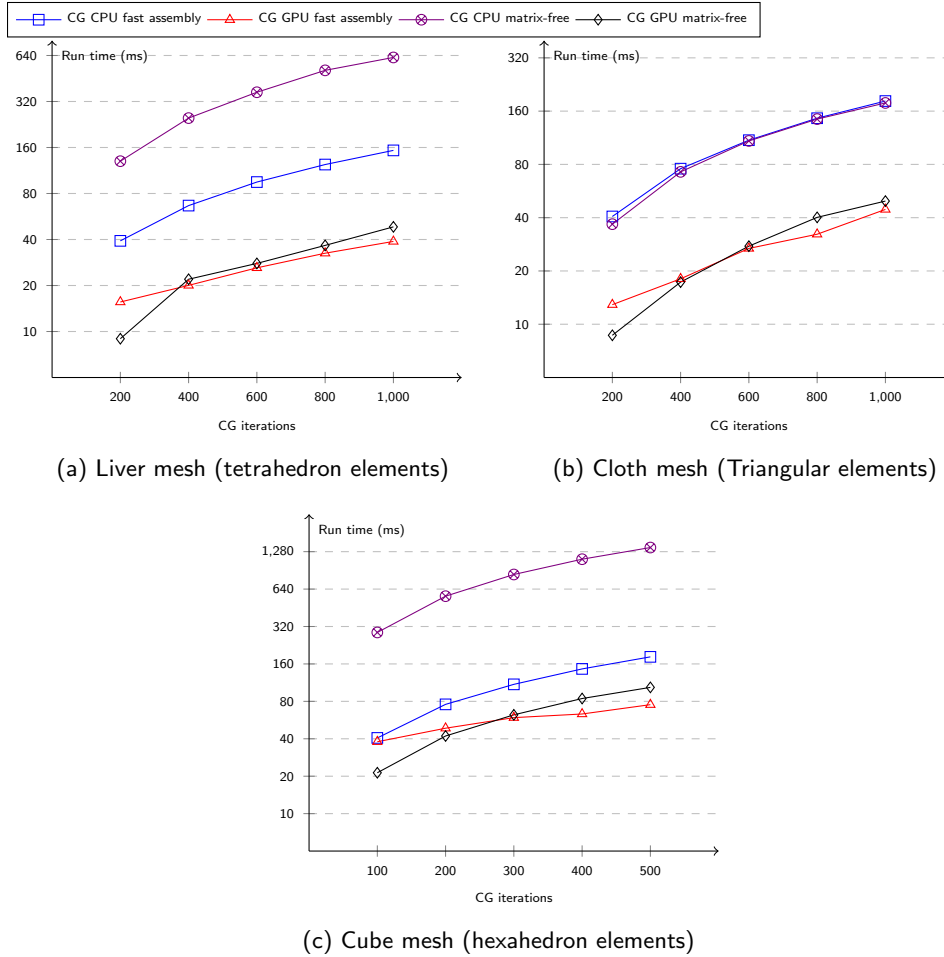 CG CPU fast assembly CG GPU fast assembly CG CPU matrix-free CG GPU matrix-free
Run time (ms)
640
320
160
80
40
20
10
200 400 600 800 1,000
CG iterations
(a) Liver mesh (tetrahedron elements)
Run time (ms)
320
160
80
40
20
10
200 400 600 800 1,000
CG iterations
(b) Cloth mesh (Triangular elements)
Run time (ms)
1,280
640
320
160
80
40
20
10
100 200 300 400 500
CG iterations
(c) Cube mesh (hexahedron elements)